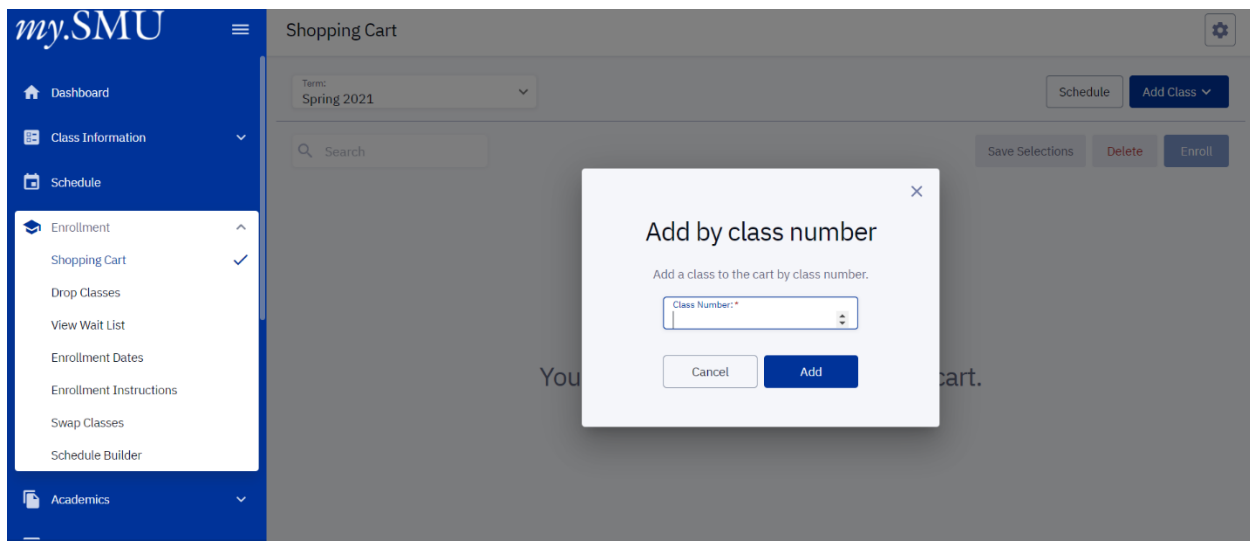 my.SMU
Dashboard
Class Information
Schedule
Enrollment
Shopping Cart
Drop Classes
View Wait List
Enrollment Dates
Enrollment Instructions
Swap Classes
Schedule Builder
Academics
Shopping Cart
Term:
Spring 2021
Schedule
Add Class
Search
Save Selections
Delete
Enroll
Add by class number
Add a class to the cart by class number.
Class Number:*
Cancel
Add
You
cart.